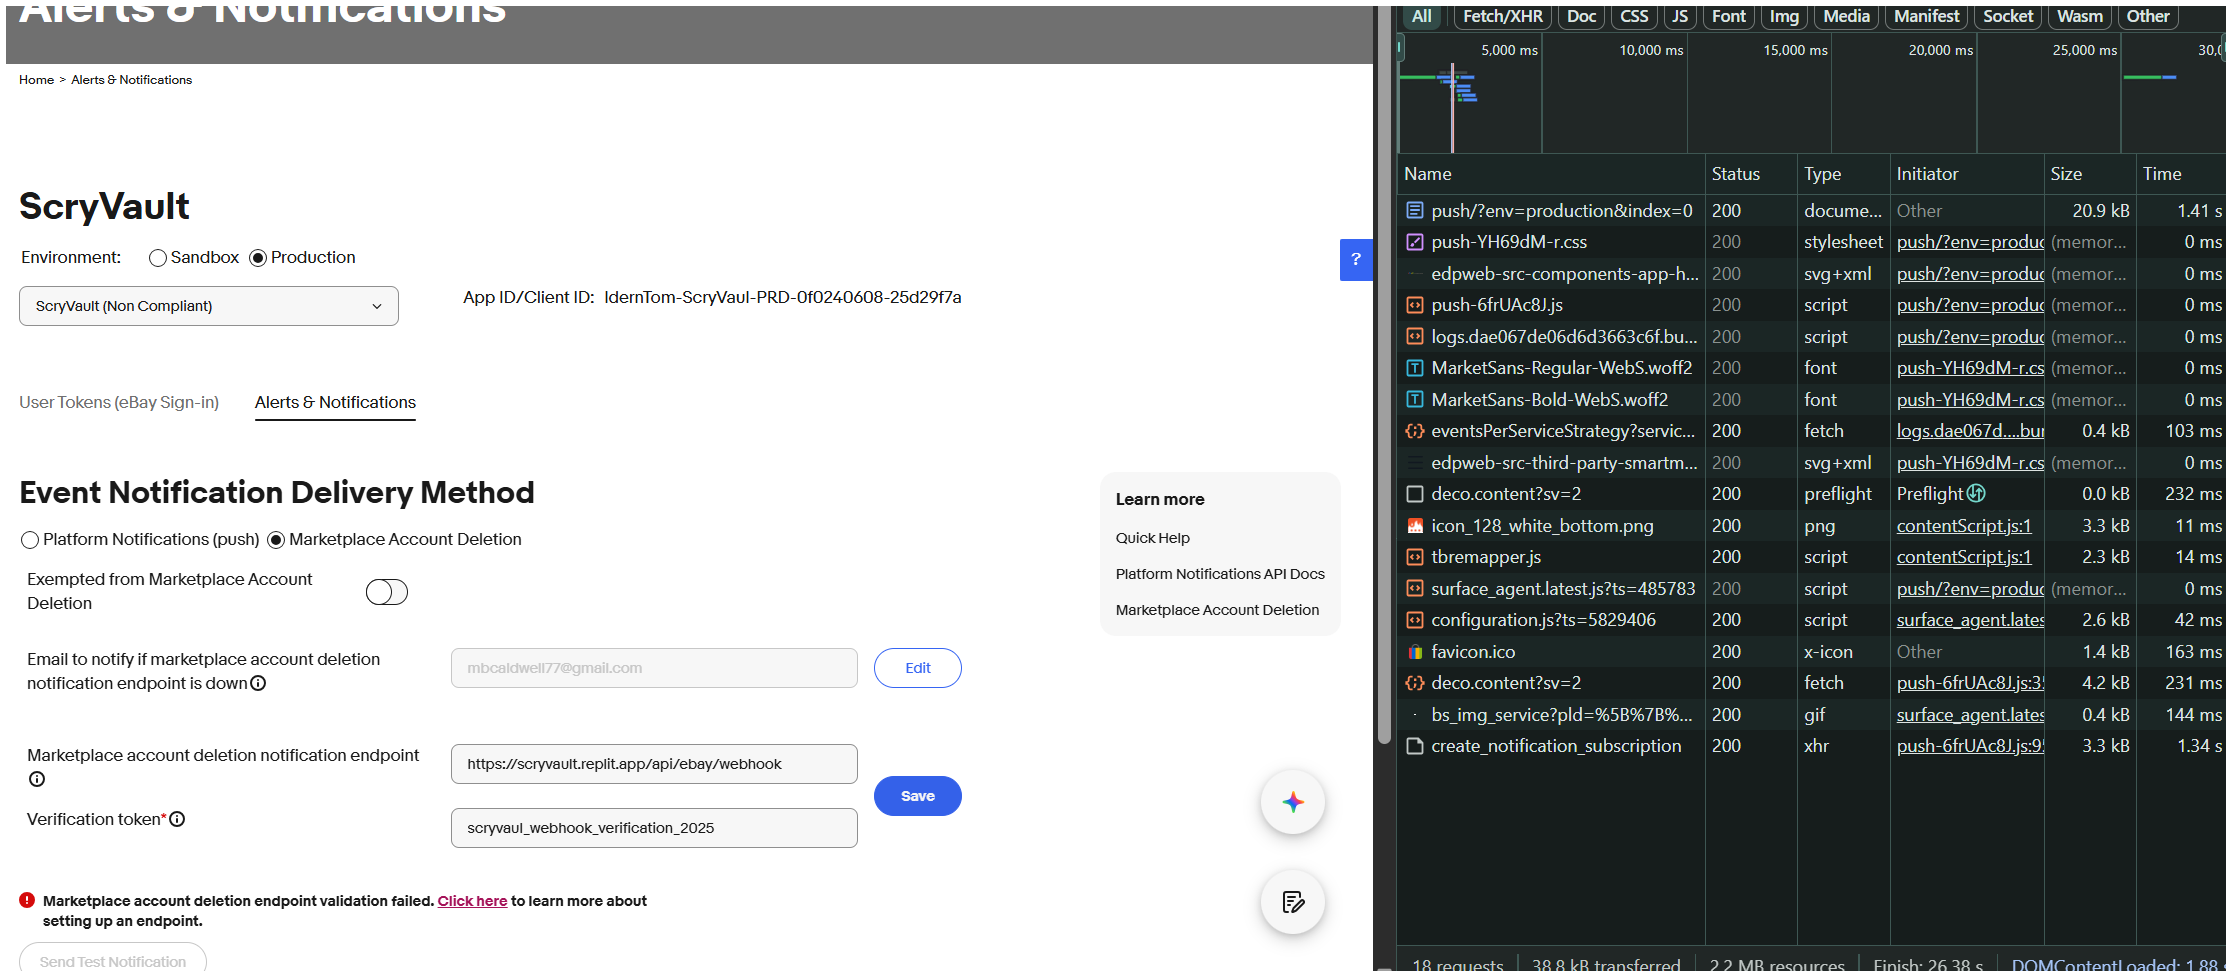 Alerts & Notifications
Home > Alerts & Notifications
ScryVault
Environment: Sandbox Production
ScryVault (Non Compliant)
App ID/Client ID: IdernTom-ScryVaul-PRD-0f0240608-25d29f7a
User Tokens (eBay Sign-in) Alerts & Notifications
Event Notification Delivery Method
Platform Notifications (push) Marketplace Account Deletion
Exempted from Marketplace Account
Deletion
Email to notify if marketplace account deletion
notification endpoint is down
mbcaldwell77@gmail.com
Edit
Marketplace account deletion notification endpoint
https://scryvault.replit.app/api/ebay/webhook
Save
Verification token*
scryvaul_webhook_verification_2025
Marketplace account deletion endpoint validation failed. Click here to learn more about
setting up an endpoint.
Send Test Notification
?
Learn more
Quick Help
Platform Notifications API Docs
Marketplace Account Deletion
All Fetch/XHR Doc CSS JS Font Img Media Manifest Socket Wasm Other
5,000 ms 10,000 ms 15,000 ms 20,000 ms 25,000 ms 30,0
Name Status Type Initiator Size Time
push/?env=production&index=0 200 docume... Other 20.9 kB 1.41 s
push-YH69dM-r.css 200 stylesheet push/?env=produc (memor... 0 ms
edpweb-src-components-app-h... 200 svg+xml push/?env=produc (memor... 0 ms
push-6frUAc8J.js 200 script push/?env=produc (memor... 0 ms
logs.dae067de06d6d3663c6f.bu... 200 script push/?env=produc (memor... 0 ms
MarketSans-Regular-WebS.woff2 200 font push-YH69dM-r.cs (memor... 0 ms
MarketSans-Bold-WebS.woff2 200 font push-YH69dM-r.cs (memor... 0 ms
eventsPerServiceStrategy?servic... 200 fetch logs.dae067d....bur 0.4 kB 103 ms
edpweb-src-third-party-smartm... 200 svg+xml push-YH69dM-r.cs (memor... 0 ms
deco.content?sv=2 200 preflight Preflight 0.0 kB 232 ms
icon_128_white_bottom.png 200 png contentScript.js:1 3.3 kB 11 ms
tbremapper.js 200 script contentScript.js:1 2.3 kB 14 ms
surface_agent.latest.js?ts=485783 200 script push/?env=produc (memor... 0 ms
configuration.js?ts=5829406 200 script surface_agent.lates 2.6 kB 42 ms
favicon.ico 200 x-icon Other 1.4 kB 163 ms
deco.content?sv=2 200 fetch push-6frUAc8J.js:3 4.2 kB 231 ms
bs_img_service?pld=%5B%7B%... 200 gif surface_agent.lates 0.4 kB 144 ms
create_notification_subscription 200 xhr push-6frUAc8J.js:9 3.3 kB 1.34 s
18 requests 38.8 kB transferred 2.2 MB resources Finish: 26.38 s DOMContentLoaded: 1.88